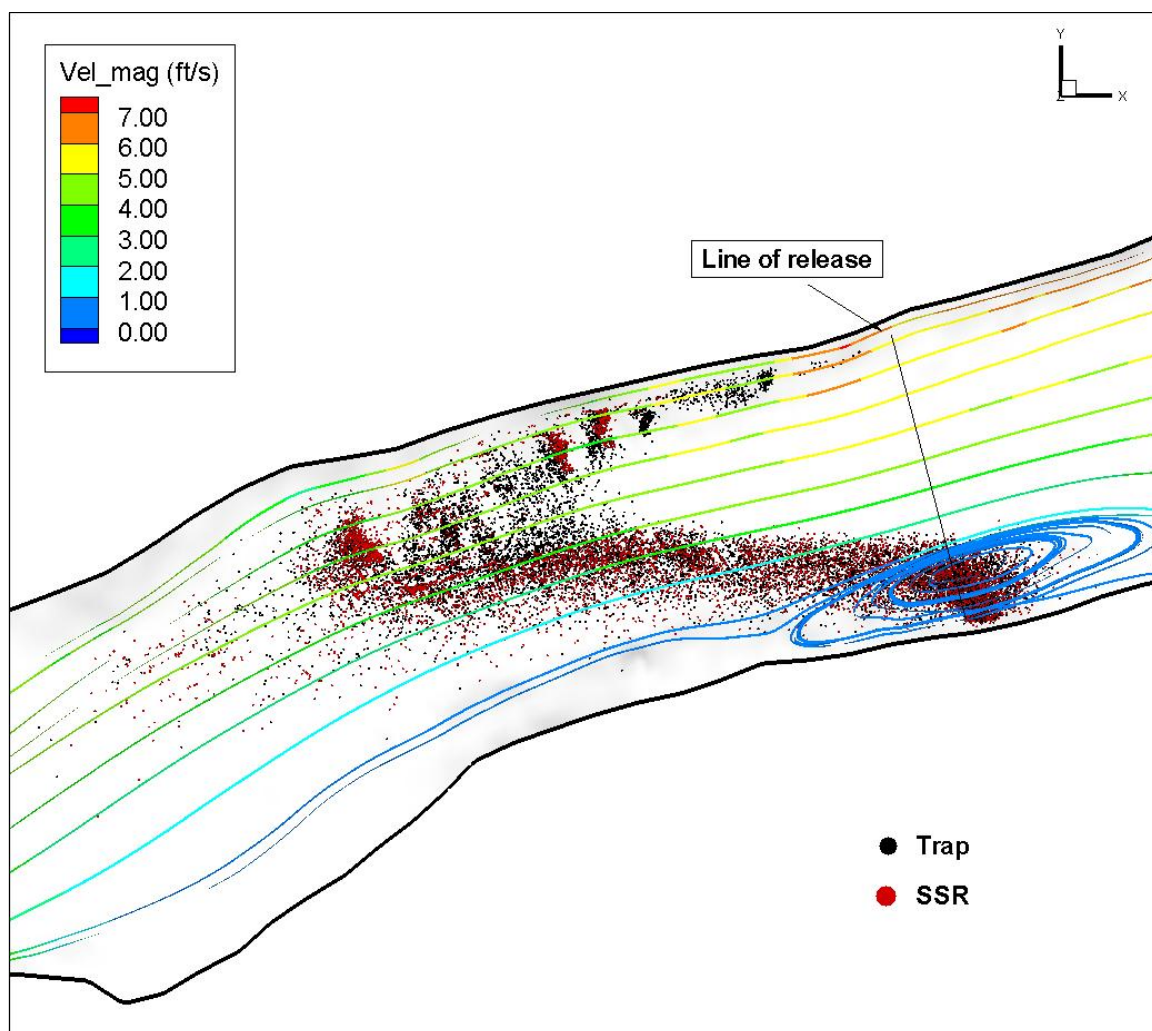 Vel_mag (ft/s)
7.00
6.00
5.00
4.00
3.00
2.00
1.00
0.00
Y
X
Z
Line of release
Trap
SSR